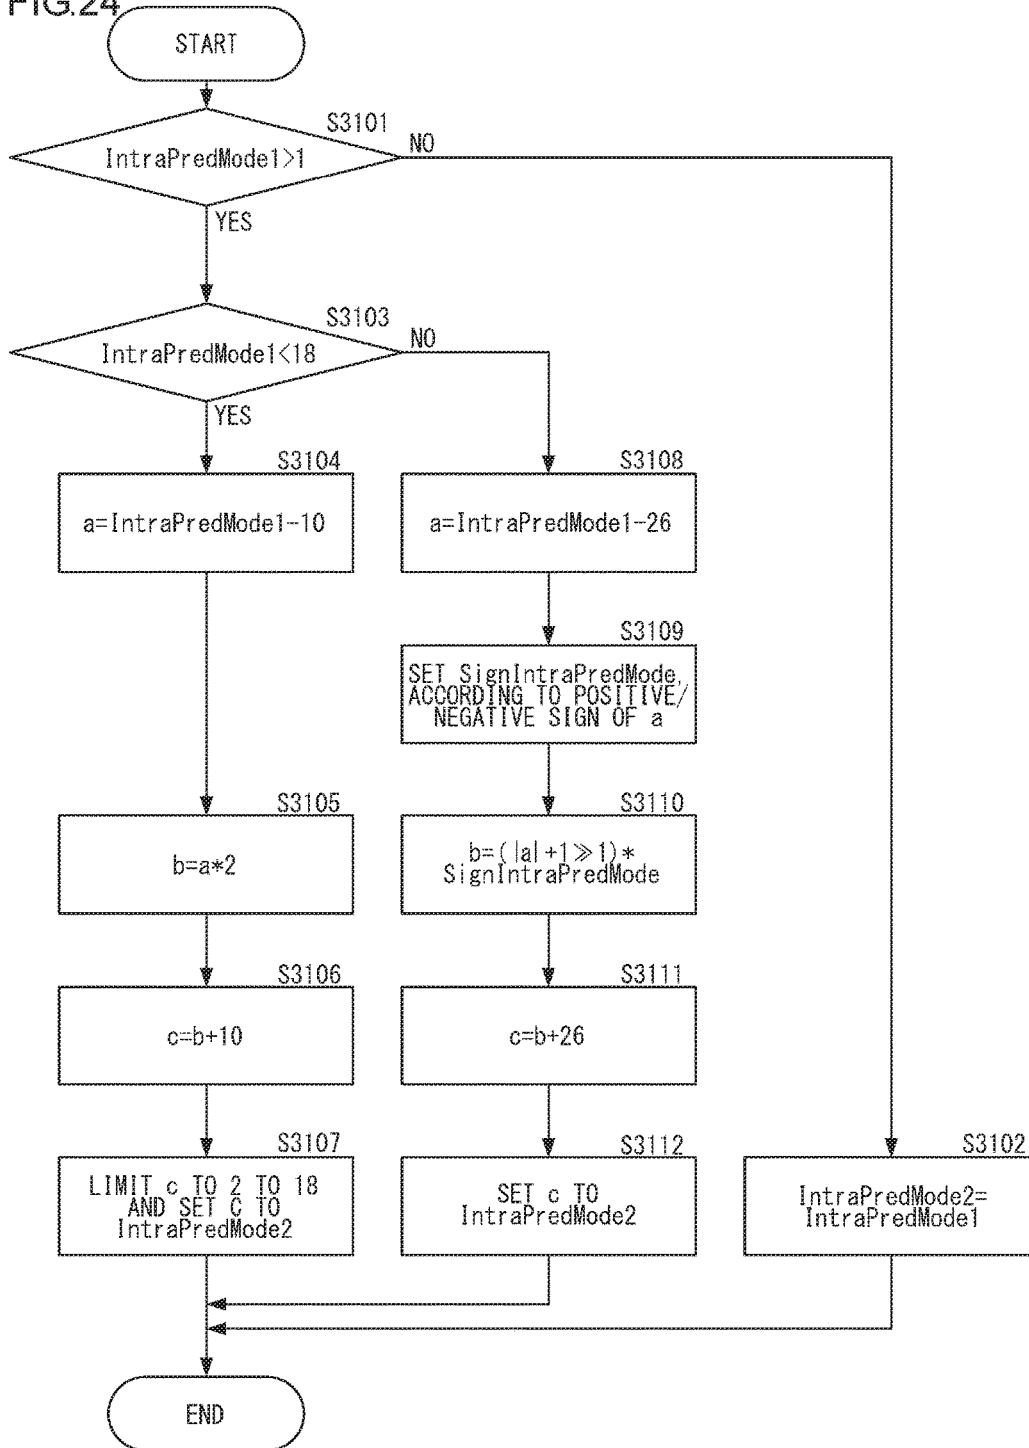 FIG.24
START
S3101
IntraPredMode1>1
NO
YES
S3103
IntraPredMode1<18
NO
YES
S3104
a=IntraPredMode1-10
S3108
a=IntraPredMode1-26
S3109
SET SignIntraPredMode,
ACCORDING TO POSITIVE/
NEGATIVE SIGN OF a
S3105
b=a*2
S3110
b=(|a|+1≫1)*
SignIntraPredMode
S3106
c=b+10
S3111
c=b+26
S3107
LIMIT c TO 2 TO 18
AND SET C TO
IntraPredMode2
S3112
SET c TO
IntraPredMode2
S3102
IntraPredMode2=
IntraPredMode1
END